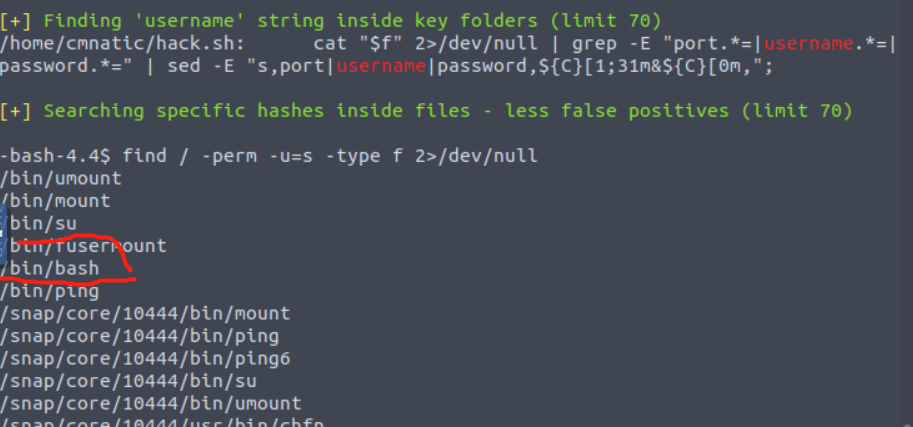 [+] Finding 'username' string inside key folders (limit 70)
/home/cmnatic/hack.sh:      cat "$f" 2>/dev/null | grep -E "port.*=|username.*=|
password.*=" | sed -E "s,port|username|password,${C}[1;31m&${C}[0m,";
[+] Searching specific hashes inside files - less false positives (limit 70)
-bash-4.4$ find / -perm -u=s -type f 2>/dev/null
/bin/umount
/bin/mount
/bin/su
/bin/fusermount
/bin/bash
/bin/ping
/snap/core/10444/bin/mount
/snap/core/10444/bin/ping
/snap/core/10444/bin/ping6
/snap/core/10444/bin/su
/snap/core/10444/bin/umount
/snap/core/10444/usr/bin/chfn